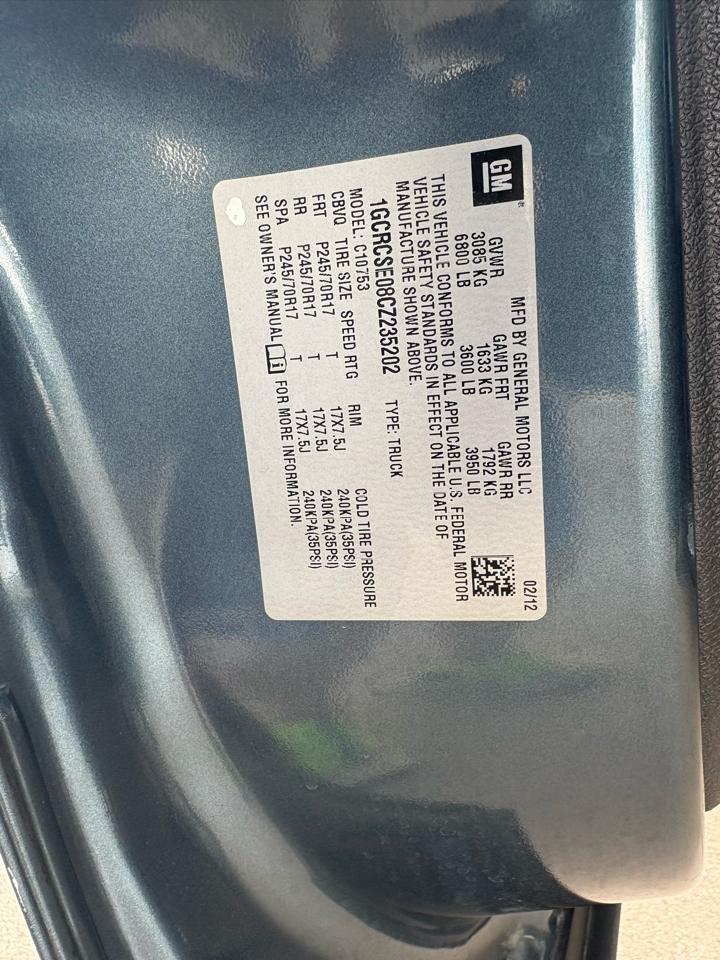 GM
®
MFD BY GENERAL MOTORS LLC 02/12
GVWR GAWR FRT GAWR RR
3085 KG 1633 KG 1792 KG
6800 LB 3600 LB 3950 LB
THIS VEHICLE CONFORMS TO ALL APPLICABLE U.S. FEDERAL MOTOR
VEHICLE SAFETY STANDARDS IN EFFECT ON THE DATE OF
MANUFACTURE SHOWN ABOVE.
1GCRCSE08CZ235202 TYPE: TRUCK
MODEL: C10753
CBVQ TIRE SIZE SPEED RTG RIM COLD TIRE PRESSURE
FRT P245/70R17 T 17X7.5J 240KPA(35PSI)
RR P245/70R17 T 17X7.5J 240KPA(35PSI)
SPA P245/70R17 T 17X7.5J 240KPA(35PSI)
SEE OWNER'S MANUAL FOR MORE INFORMATION.